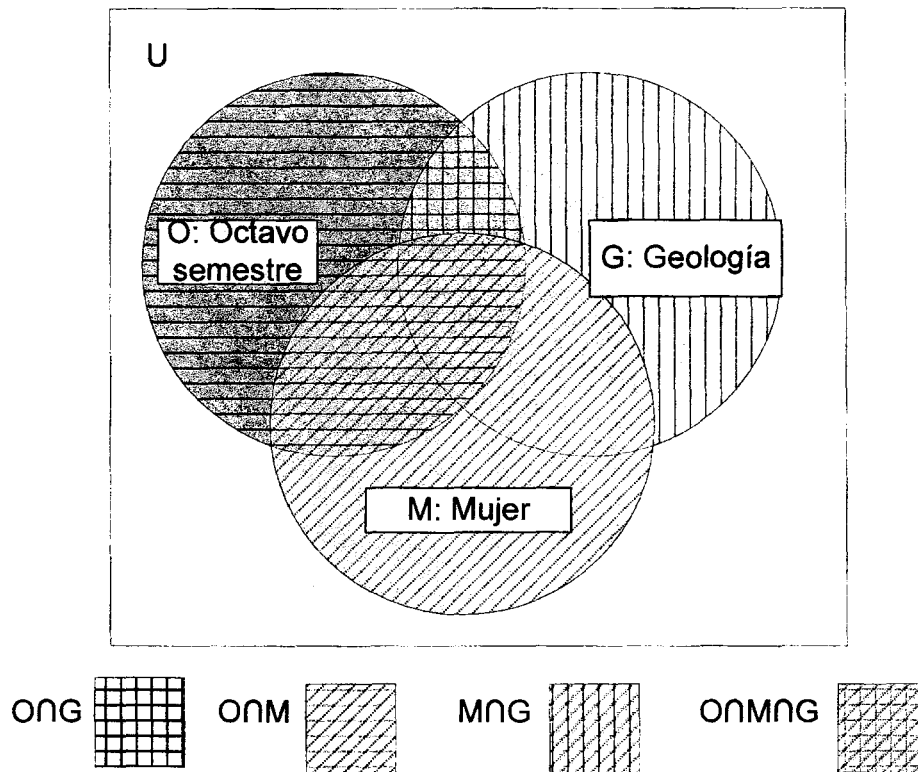 U
O: Octavo
semestre
G: Geología
M: Mujer
O∩G
O∩M
M∩G
O∩M∩G